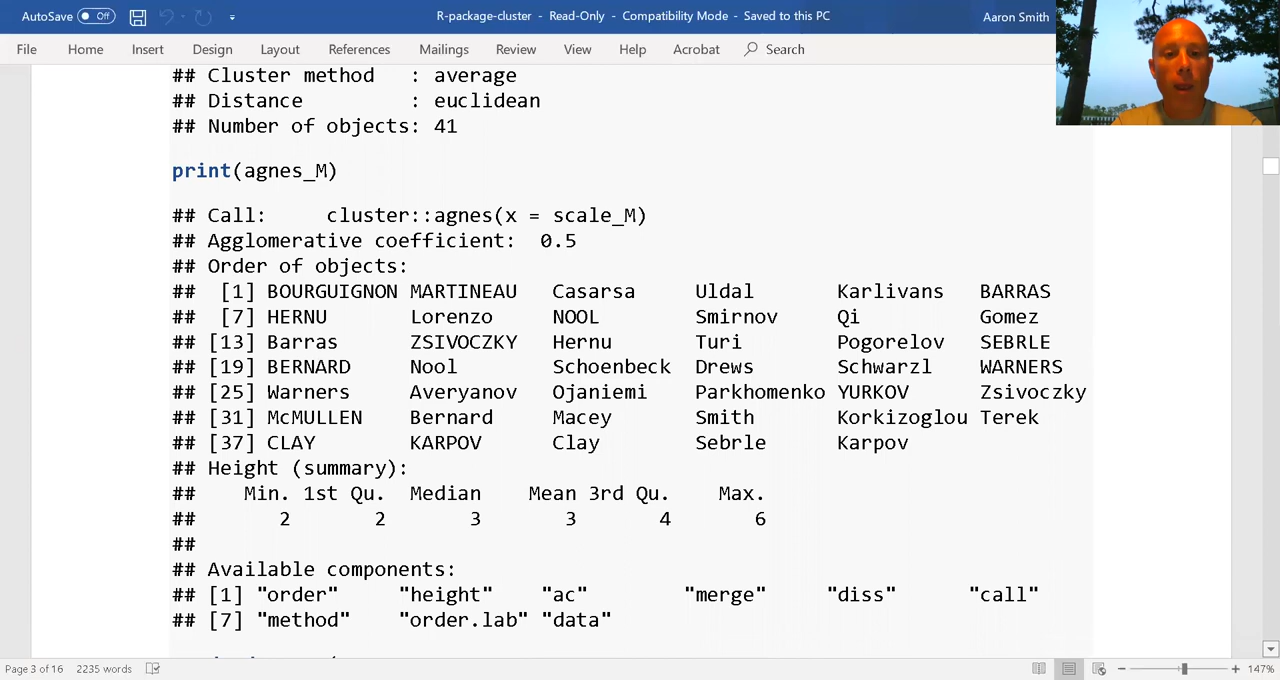 AutoSave Off R-package-cluster - Read-Only - Compatibility Mode - Saved to this PC Aaron Smith
File Home Insert Design Layout References Mailings Review View Help Acrobat Search
## Cluster method   : average
## Distance         : euclidean
## Number of objects: 41
print(agnes_M)
## Call:     cluster::agnes(x = scale_M)
## Agglomerative coefficient:  0.5
## Order of objects:
##  [1] BOURGUIGNON MARTINEAU   Casarsa     Uldal       Karlivans   BARRAS
##  [7] HERNU       Lorenzo     NOOL        Smirnov     Qi          Gomez
## [13] Barras      ZSIVOCZKY   Hernu       Turi        Pogorelov   SEBRLE
## [19] BERNARD     Nool        Schoenbeck  Drews       Schwarzl    WARNERS
## [25] Warners     Averyanov   Ojaniemi    Parkhomenko YURKOV      Zsivoczky
## [31] McMULLEN    Bernard     Macey       Smith       Korkizoglou Terek
## [37] CLAY        KARPOV      Clay        Sebrle      Karpov
## Height (summary):
##    Min. 1st Qu.  Median    Mean 3rd Qu.    Max.
##       2       2       3       3       4       6
##
## Available components:
## [1] "order"     "height"    "ac"        "merge"     "diss"      "call"
## [7] "method"    "order.lab" "data"
Page 3 of 16 2235 words 147%